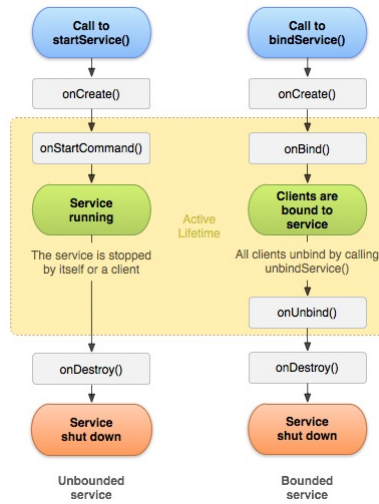 Call to
startService()
onCreate()
onStartCommand()
Service
running
The service is stopped
by itself or a client
onDestroy()
Service
shut down
Unbounded
service
Active
Lifetime
Call to
bindService()
onCreate()
onBind()
Clients are
bound to
service
All clients unbind by calling
unbindService()
onUnbind()
onDestroy()
Service
shut down
Bounded
service